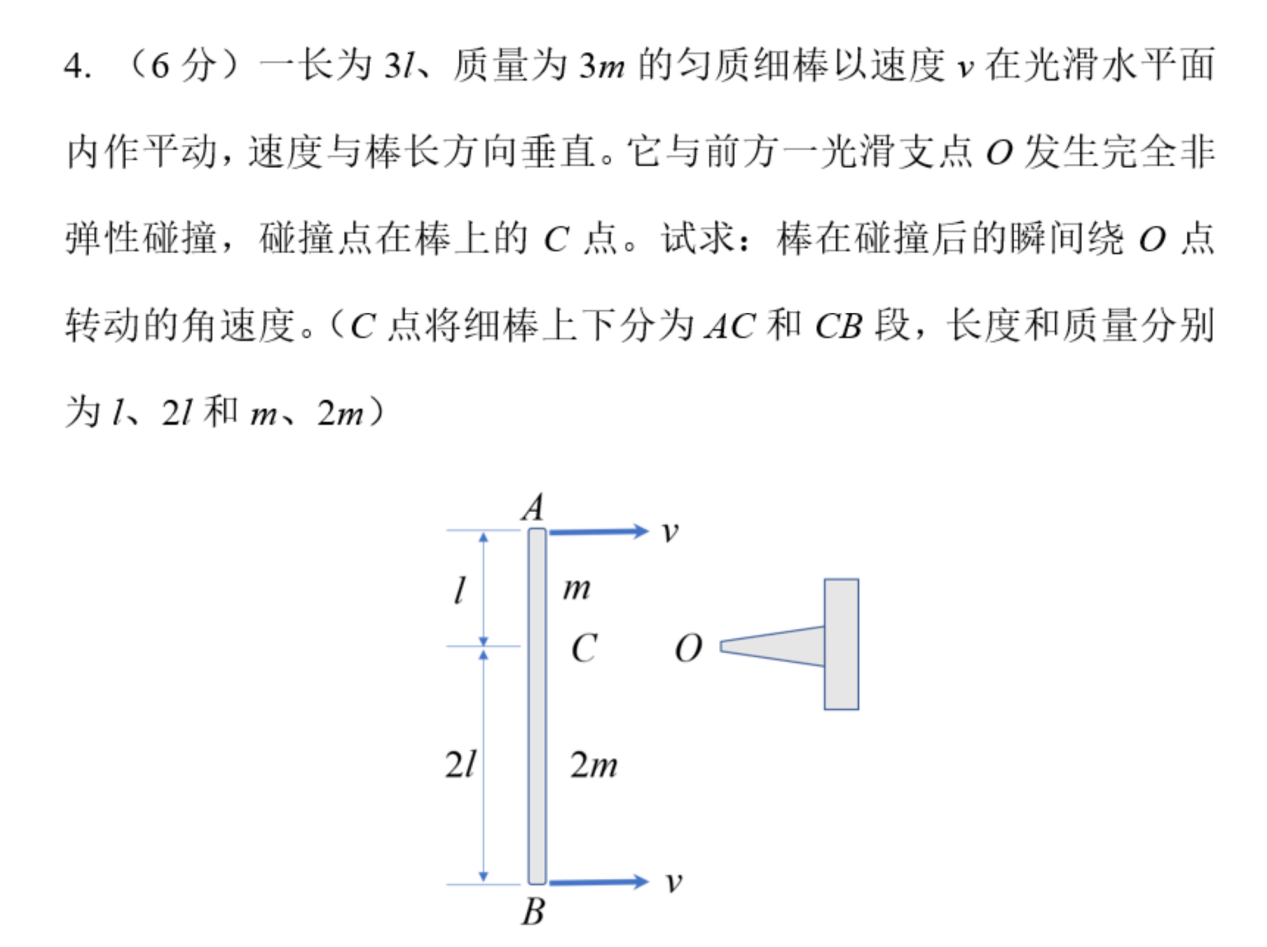 4. （6 分）一长为 3l、质量为 3m 的匀质细棒以速度 v 在光滑水平面
内作平动，速度与棒长方向垂直。它与前方一光滑支点 O 发生完全非
弹性碰撞，碰撞点在棒上的 C 点。试求：棒在碰撞后的瞬间绕 O 点
转动的角速度。（C 点将细棒上下分为 AC 和 CB 段，长度和质量分别
为 l、2l 和 m、2m）
A
v
l
m
C
O
2l
2m
v
B